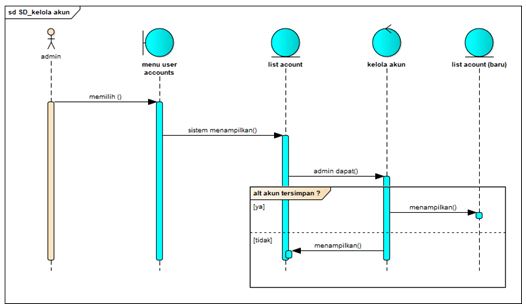 sd SD_kelola akun
admin
menu user
accounts
list acount
kelola akun
list acount (baru)
memilih ()
sistem menampilkan()
admin dapat()
alt akun tersimpan ?
[ya]
menampilkan()
[tidak]
menampilkan()